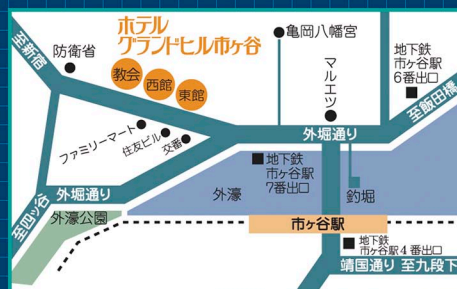 ホテル
グランドヒル市ヶ谷
至新宿
防衛省
教会
西館
東館
亀岡八幡宮
マルエツ
地下鉄
市ヶ谷駅
6番出口
至飯田橋
ファミリーマート
住友ビル
交番
外堀通り
地下鉄
市ヶ谷駅
7番出口
外濠
釣堀
外堀通り
至四ッ谷
外濠公園
市ヶ谷駅
地下鉄
市ヶ谷駅4番出口
靖国通り 至九段下